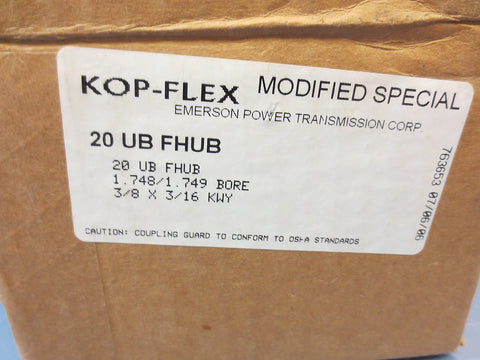 KOP-FLEX MODIFIED SPECIAL
EMERSON POWER TRANSMISSION CORP.
20 UB FHUB
20 UB FHUB
1.748/1.749 BORE
3/8 X 3/16 KWY
CAUTION: COUPLING GUARD TO CONFORM TO OSHA STANDARDS
763653 07/06/06